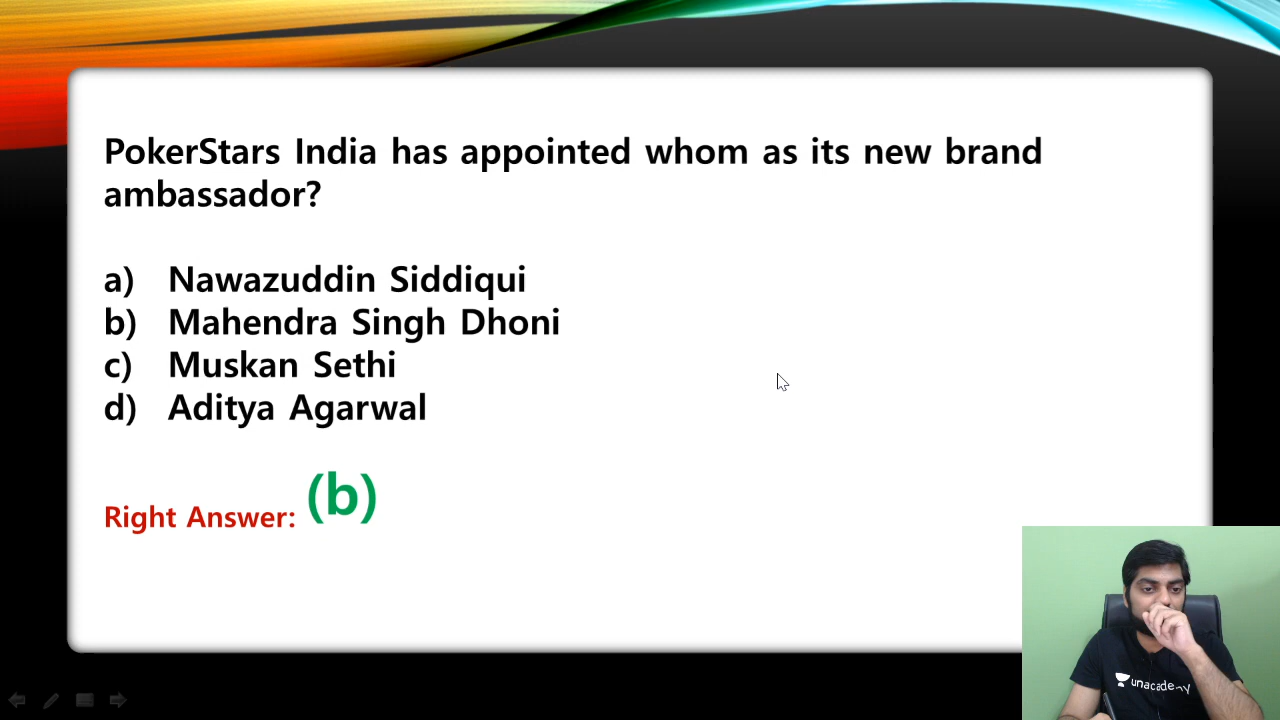 PokerStars India has appointed whom as its new brand
ambassador?
a) Nawazuddin Siddiqui
b) Mahendra Singh Dhoni
c) Muskan Sethi
d) Aditya Agarwal
Right Answer: (b)
unacademy